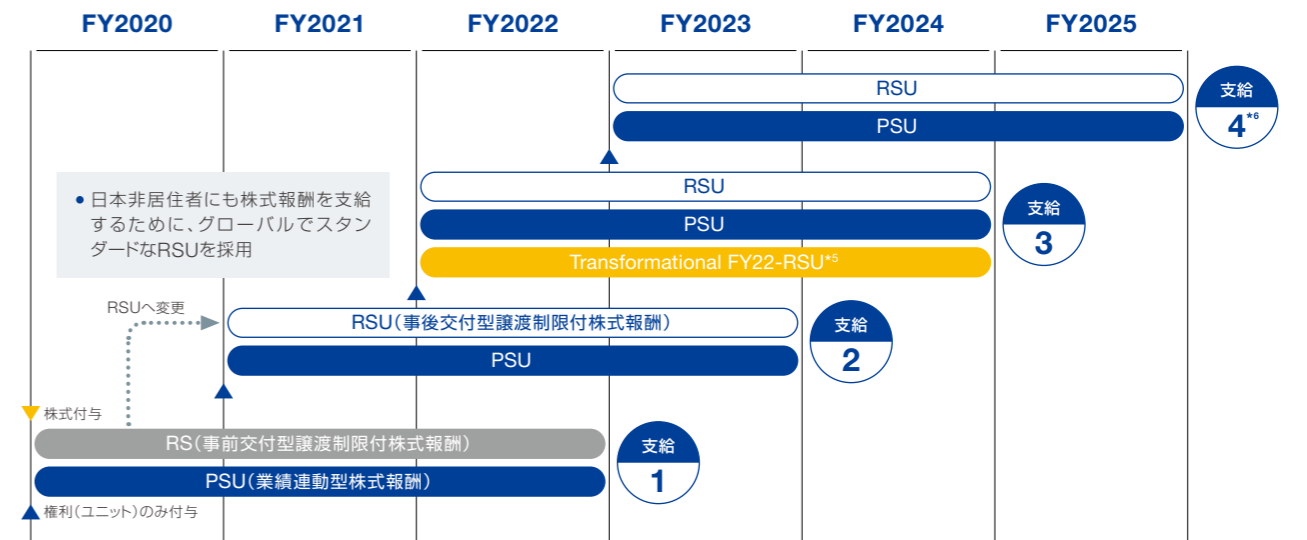 FY2020 FY2021 FY2022 FY2023 FY2024 FY2025
RSU
PSU
支給
4*6
• 日本非居住者にも株式報酬を支給
するために、グローバルでスタン
ダードなRSUを採用
RSU
PSU
Transformational FY22-RSU*5
支給
3
RSUへ変更
RSU(事後交付型譲渡制限付株式報酬)
PSU
支給
2
株式付与
RS(事前交付型譲渡制限付株式報酬)
PSU(業績連動型株式報酬)
支給
1
権利(ユニット)のみ付与